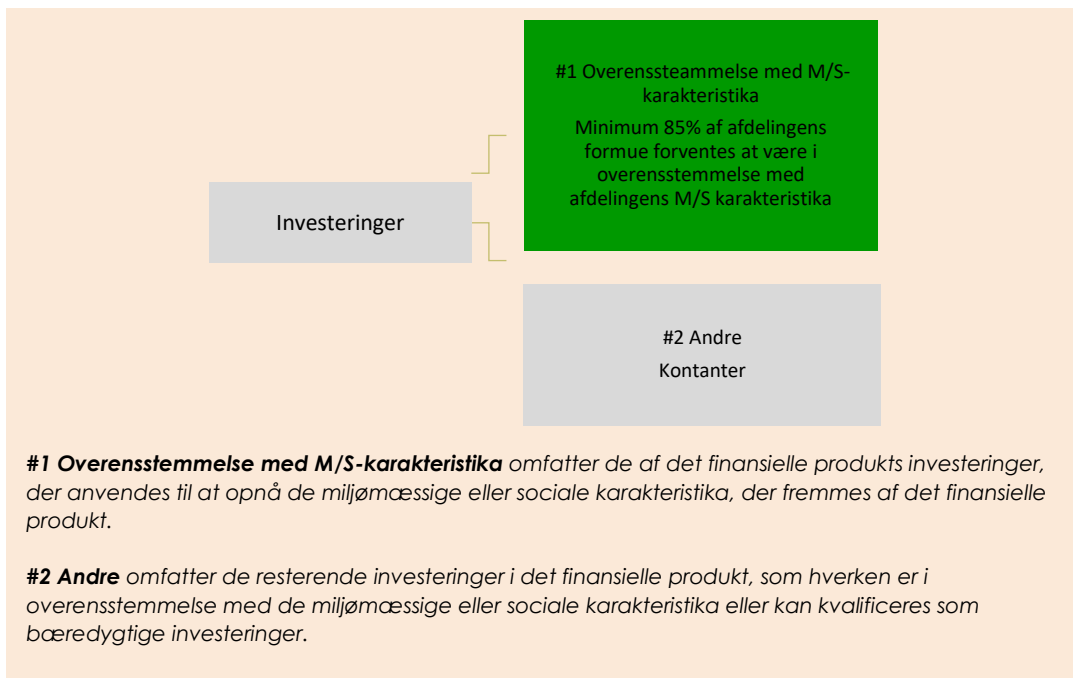 #1 Overenssteammelse med M/S-
karakteristika
Minimum 85% af afdelingens
formue forventes at være i
overensstemmelse med
afdelingens M/S karakteristika
Investeringer
#2 Andre
Kontanter
#1 Overensstemmelse med M/S-karakteristika omfatter de af det finansielle produkts investeringer,
der anvendes til at opnå de miljømæssige eller sociale karakteristika, der fremmes af det finansielle
produkt.
#2 Andre omfatter de resterende investeringer i det finansielle produkt, som hverken er i
overensstemmelse med de miljømæssige eller sociale karakteristika eller kan kvalificeres som
bæredygtige investeringer.